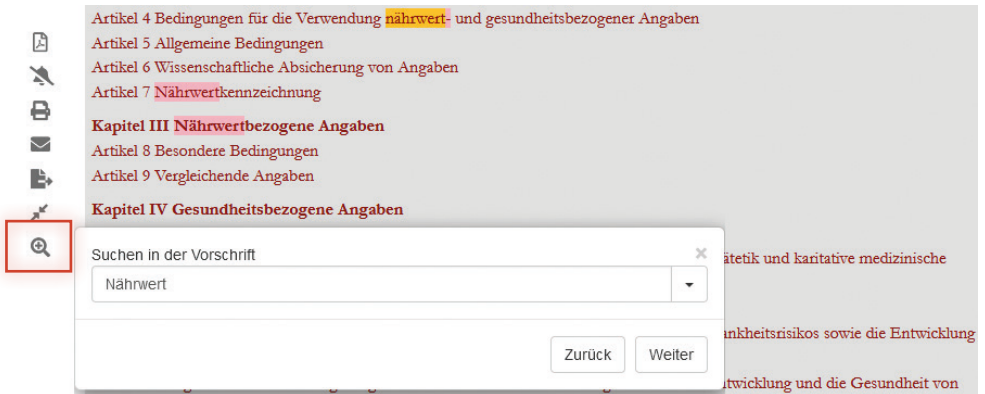 Artikel 4 Bedingungen für die Verwendung nährwert- und gesundheitsbezogener Angaben
Artikel 5 Allgemeine Bedingungen
Artikel 6 Wissenschaftliche Absicherung von Angaben
Artikel 7 Nährwertkennzeichnung
Kapitel III Nährwertbezogene Angaben
Artikel 8 Besondere Bedingungen
Artikel 9 Vergleichende Angaben
Kapitel IV Gesundheitsbezogene Angaben
Suchen in der Vorschrift ×
ätetik und karitative medizinische
Nährwert
ankheitsrisikos sowie die Entwicklung
Zurück Weiter
twicklung und die Gesundheit von